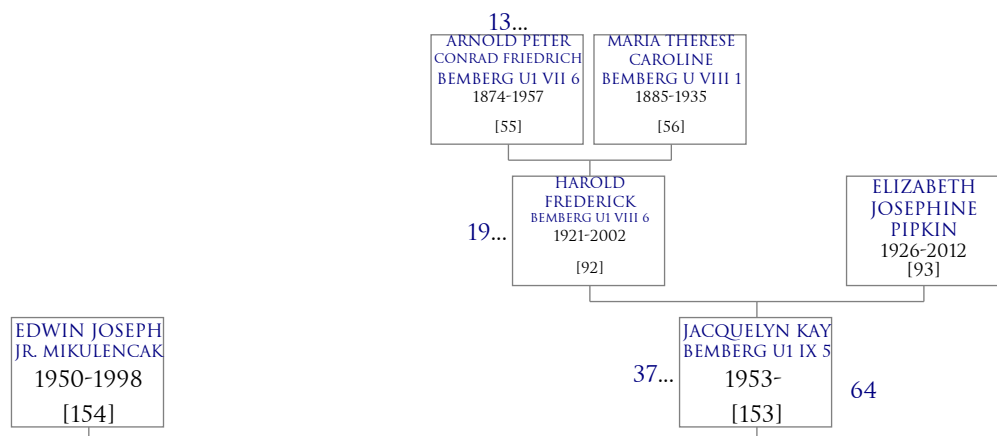 13...
ARNOLD PETER
CONRAD FRIEDRICH
BEMBERG U1 VII 6
1874-1957
[55]
MARIA THERESE
CAROLINE
BEMBERG U VIII 1
1885-1935
[56]
19...
HAROLD
FREDERICK
BEMBERG U1 VIII 6
1921-2002
[92]
ELIZABETH
JOSEPHINE
PIPKIN
1926-2012
[93]
EDWIN JOSEPH
JR. MIKULENCAK
1950-1998
[154]
37...
JACQUELYN KAY
BEMBERG U1 IX 5
1953-
[153]
64